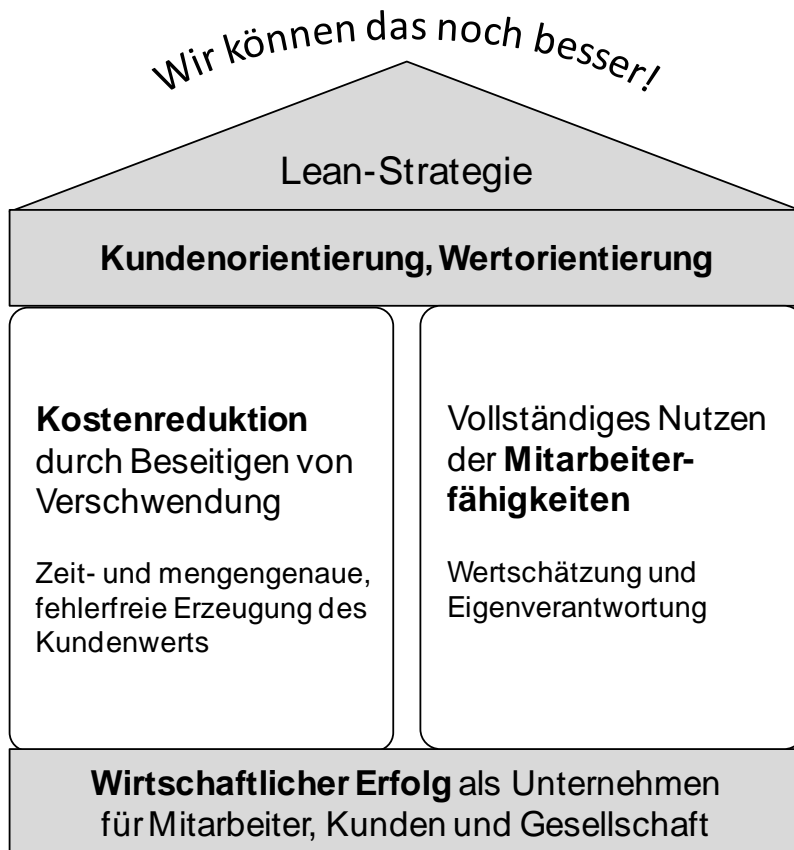 Wir können das noch besser!
Lean-Strategie
Kundenorientierung, Wertorientierung
Kostenreduktion
durch Beseitigen von
Verschwendung
Zeit- und mengengenaue,
fehlerfreie Erzeugung des
Kundenwerts
Vollständiges Nutzen
der Mitarbeiter-
fähigkeiten
Wertschätzung und
Eigenverantwortung
Wirtschaftlicher Erfolg als Unternehmen
für Mitarbeiter, Kunden und Gesellschaft